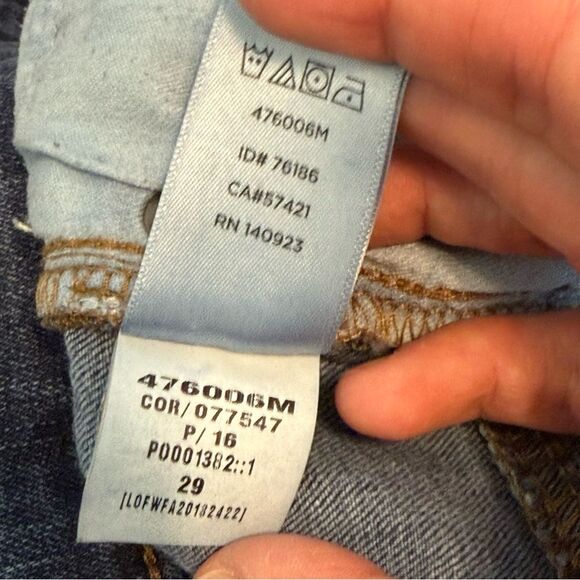 476006M
ID# 76186
CA#57421
RN 140923
476006M
COR/077547
P/ 16
P0001382::1
29
[LOFWFA20182422]